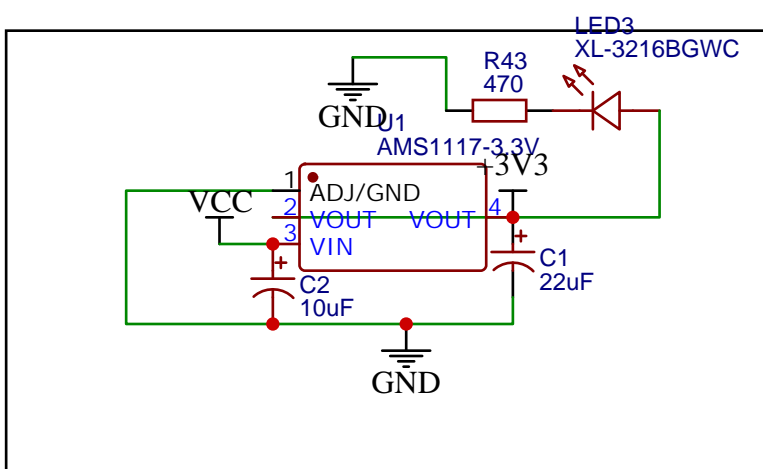 LED3
XL-3216BGWC
R43
470
GND
U1
AMS1117-3.3V
+3V3
1
ADJ/GND
VCC
2
VOUT
VOUT
4
3
VIN
+
+
C1
22uF
C2
10uF
GND